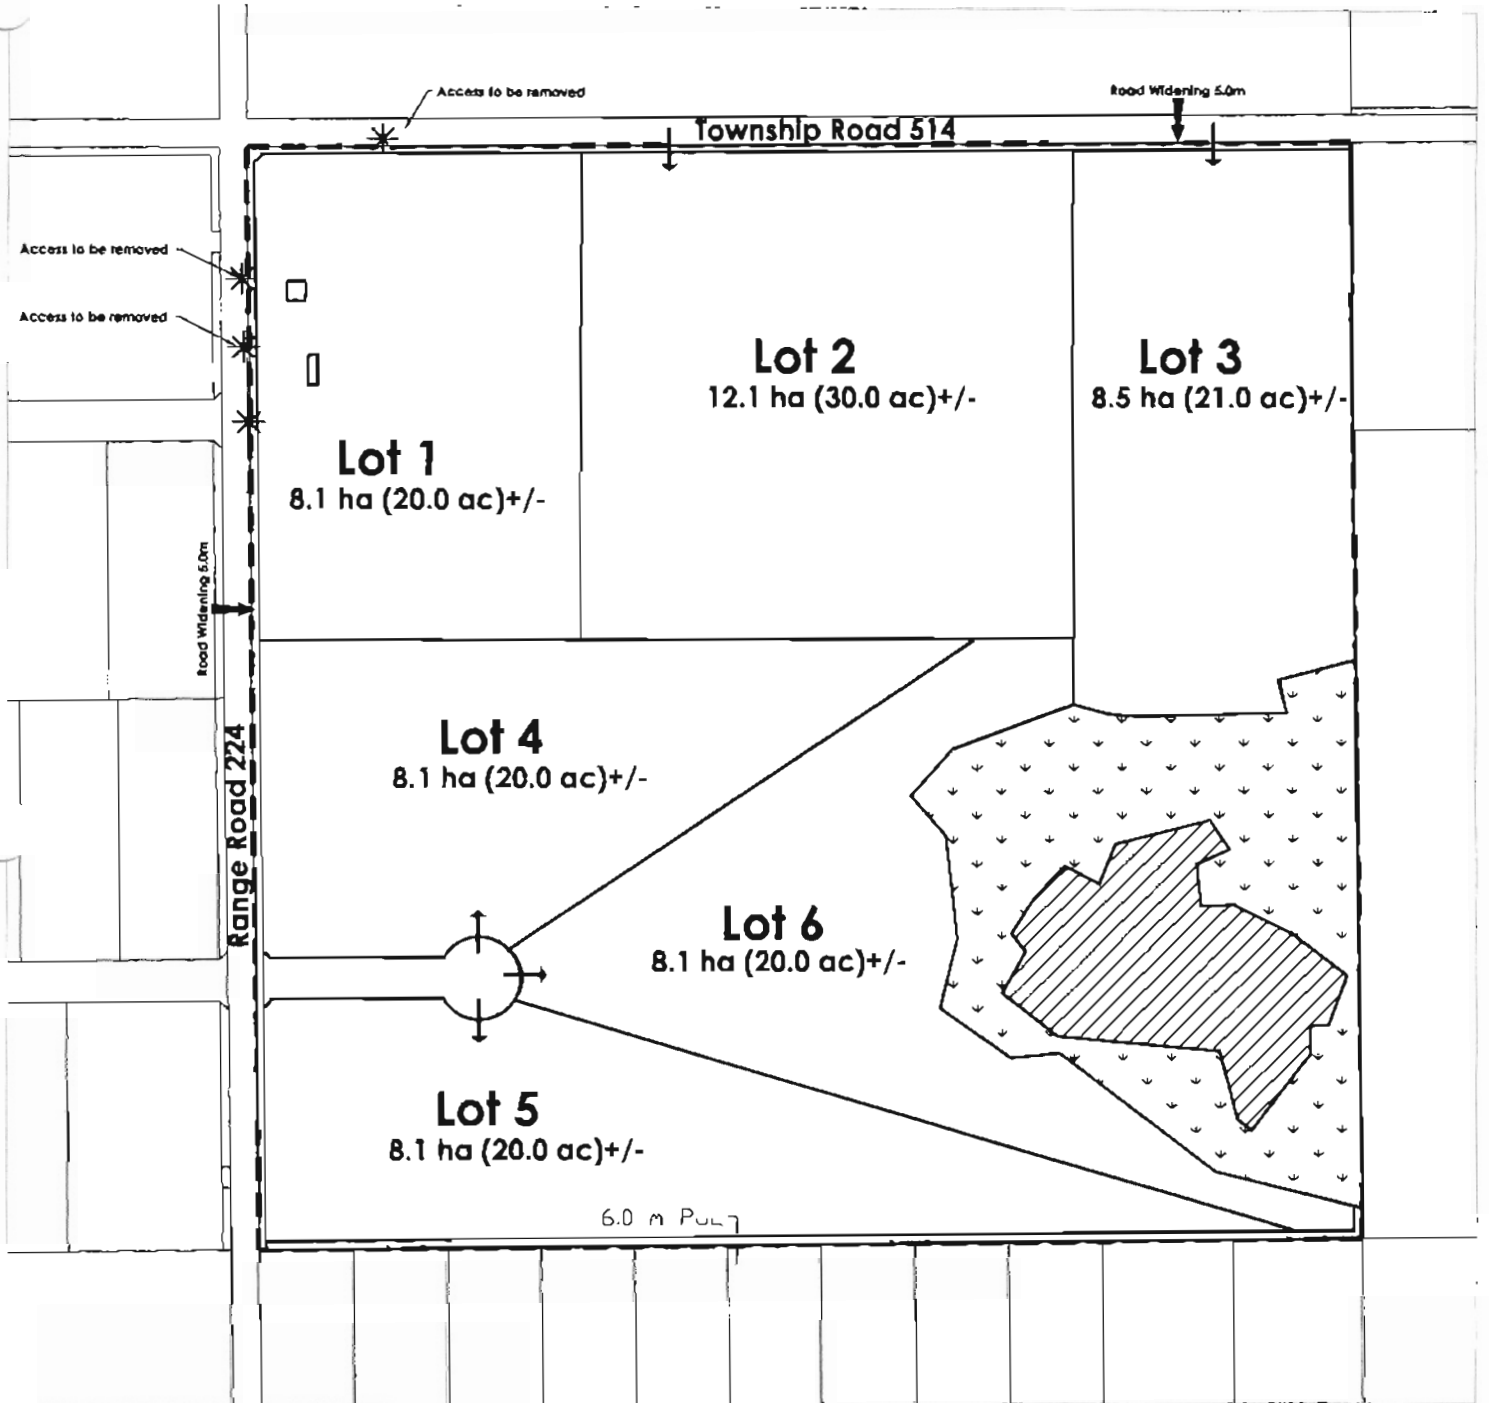 Access to be removed
Road Widening 5.0m
Township Road 514
Access to be removed
Access to be removed
Lot 2
12.1 ha (30.0 ac)+/-
Lot 3
8.5 ha (21.0 ac)+/-
Lot 1
8.1 ha (20.0 ac)+/-
Road Widening 5.0m
Range Road 224
Lot 4
8.1 ha (20.0 ac)+/-
Lot 6
8.1 ha (20.0 ac)+/-
Lot 5
8.1 ha (20.0 ac)+/-
6.0 m PUL